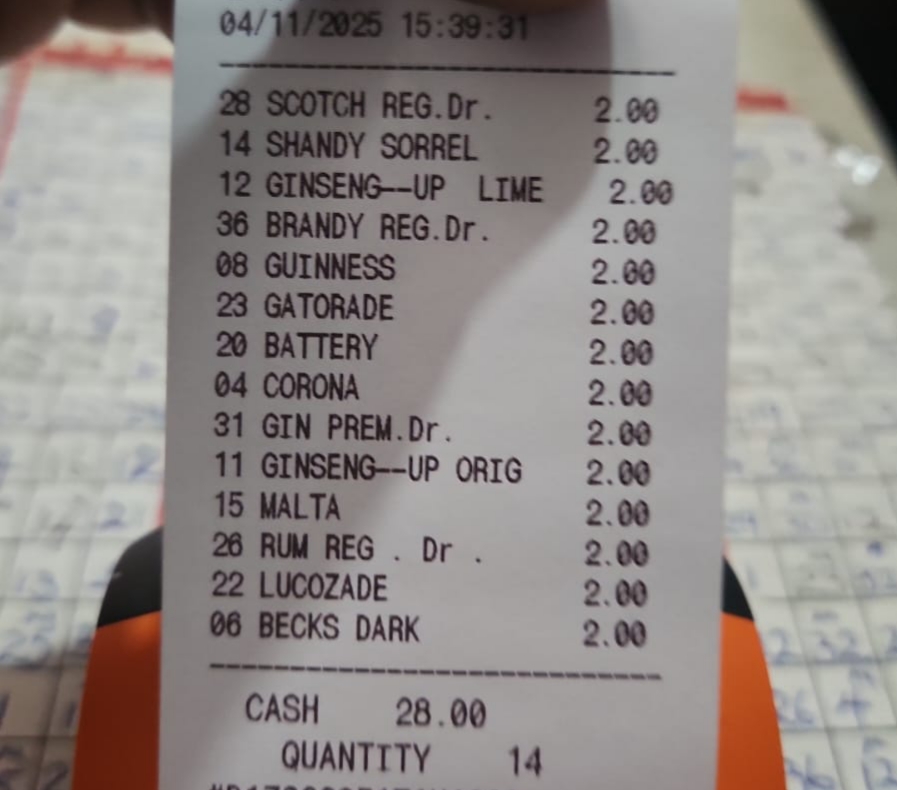 04/11/2025 15:39:31
28 SCOTCH REG.Dr. 2.00
14 SHANDY SORREL 2.00
12 GINSENG--UP LIME 2.00
36 BRANDY REG.Dr. 2.00
08 GUINNESS 2.00
23 GATORADE 2.00
20 BATTERY 2.00
04 CORONA 2.00
31 GIN PREM.Dr. 2.00
11 GINSENG--UP ORIG 2.00
15 MALTA 2.00
26 RUM REG . Dr . 2.00
22 LUCOZADE 2.00
06 BECKS DARK 2.00
CASH 28.00
QUANTITY 14